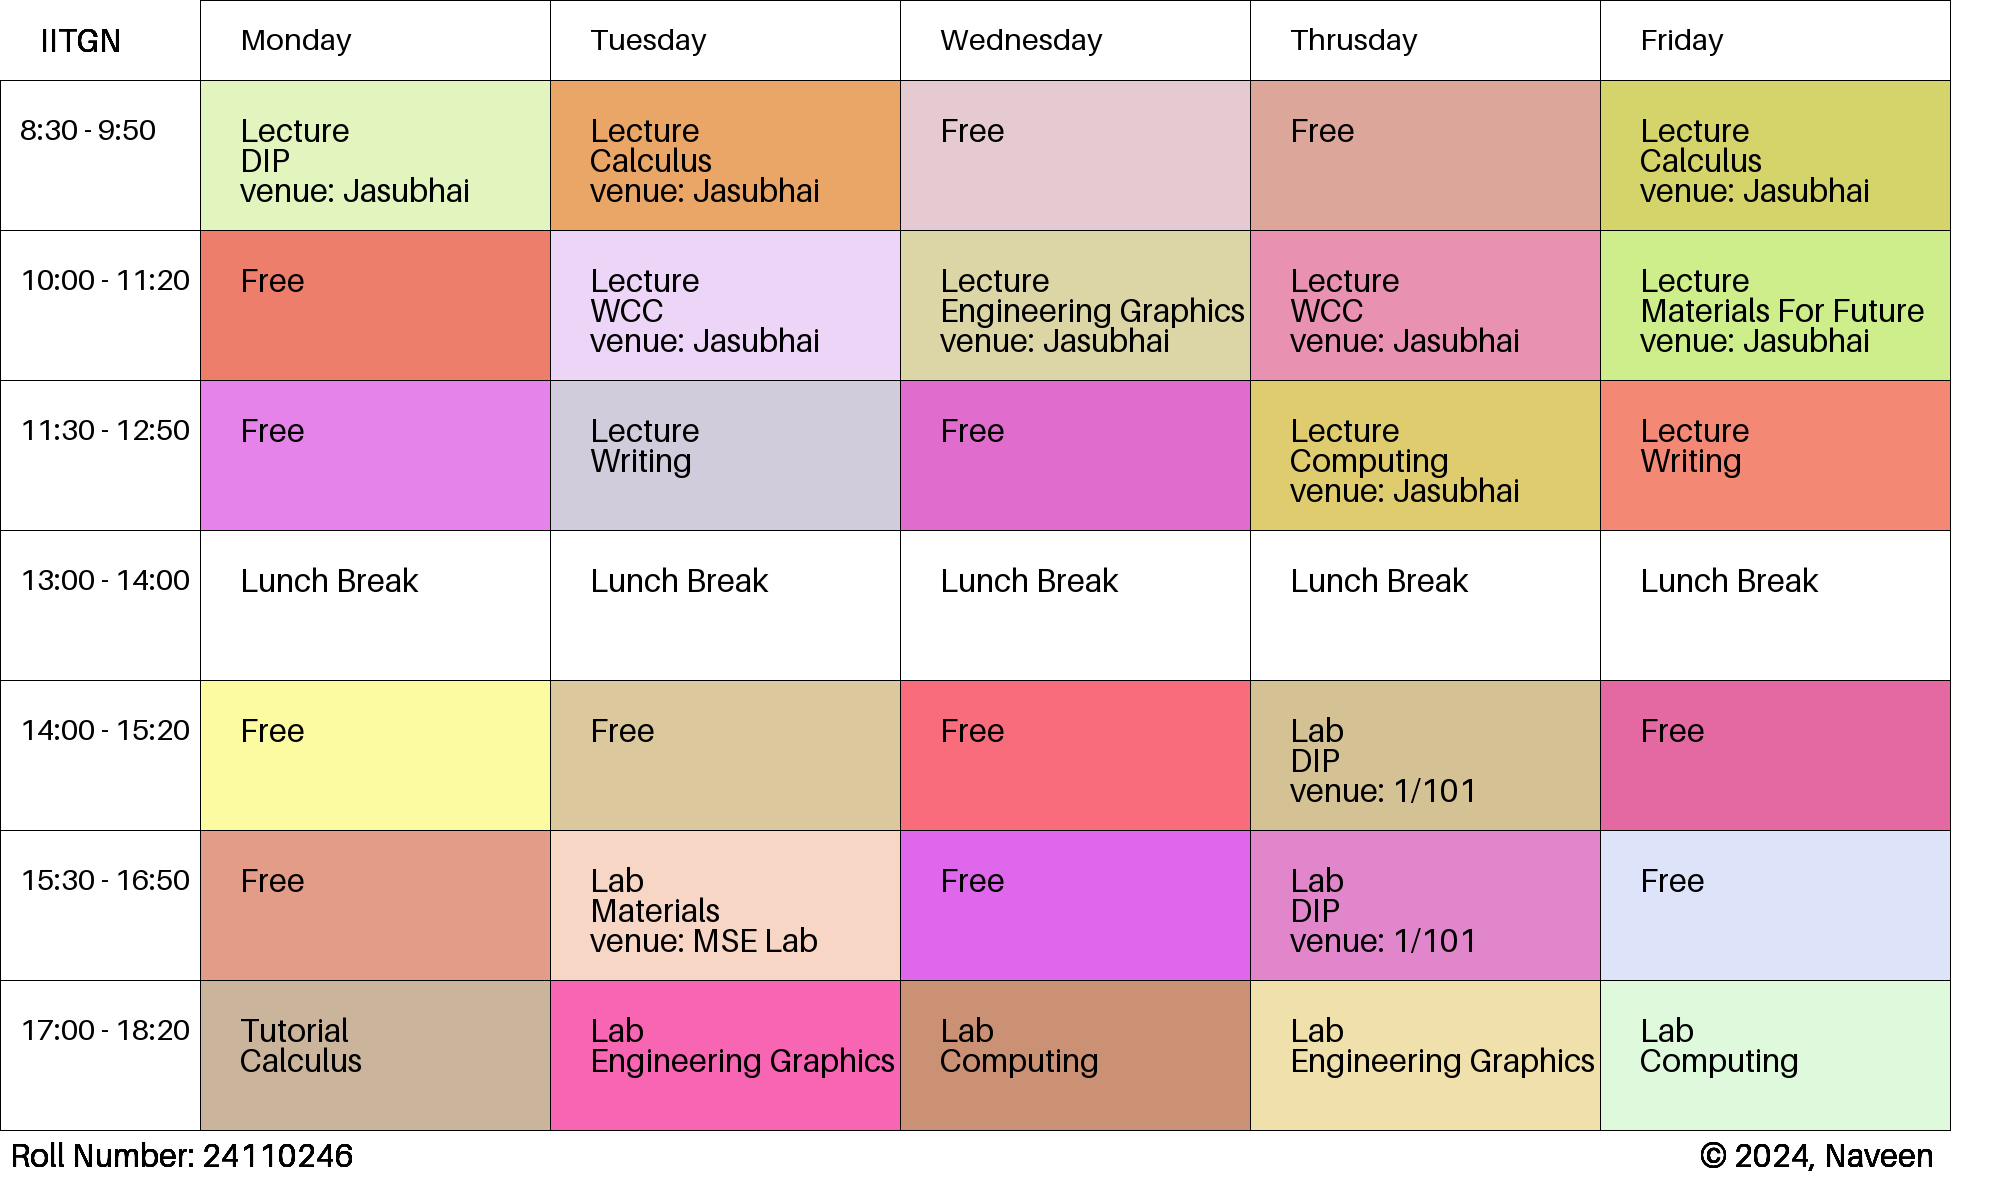 IITGN Monday Tuesday Wednesday Thrusday Friday
8:30 - 9:50
Lecture
DIP
venue: Jasubhai
Lecture
Calculus
venue: Jasubhai
Free
Free
Lecture
Calculus
venue: Jasubhai
10:00 - 11:20
Free
Lecture
WCC
venue: Jasubhai
Lecture
Engineering Graphics
venue: Jasubhai
Lecture
WCC
venue: Jasubhai
Lecture
Materials For Future
venue: Jasubhai
11:30 - 12:50
Free
Lecture
Writing
Free
Lecture
Computing
venue: Jasubhai
Lecture
Writing
13:00 - 14:00
Lunch Break
Lunch Break
Lunch Break
Lunch Break
Lunch Break
14:00 - 15:20
Free
Free
Free
Lab
DIP
venue: 1/101
Free
15:30 - 16:50
Free
Lab
Materials
venue: MSE Lab
Free
Lab
DIP
venue: 1/101
Free
17:00 - 18:20
Tutorial
Calculus
Lab
Engineering Graphics
Lab
Computing
Lab
Engineering Graphics
Lab
Computing
Roll Number: 24110246
© 2024, Naveen